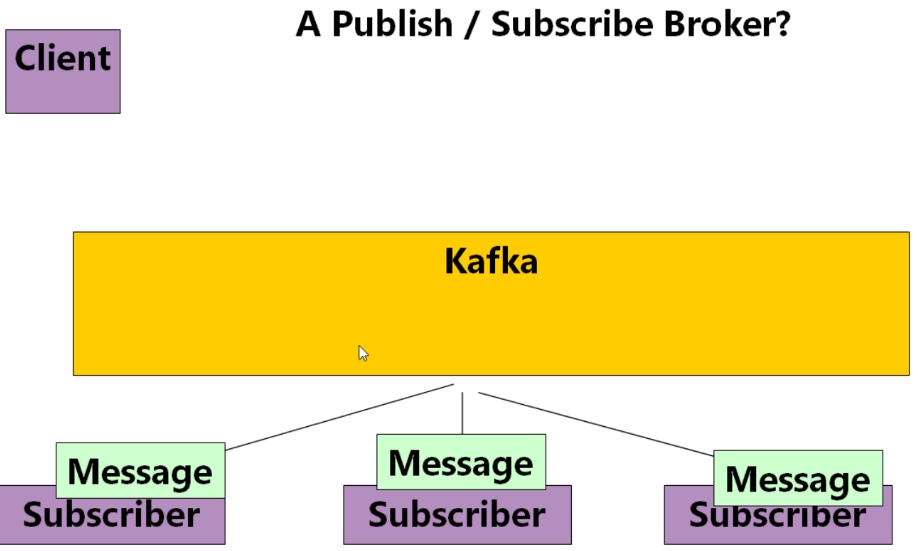 A Publish / Subscribe Broker?
Client
Kafka
Message
Message
Message
Subscriber
Subscriber
Subscriber